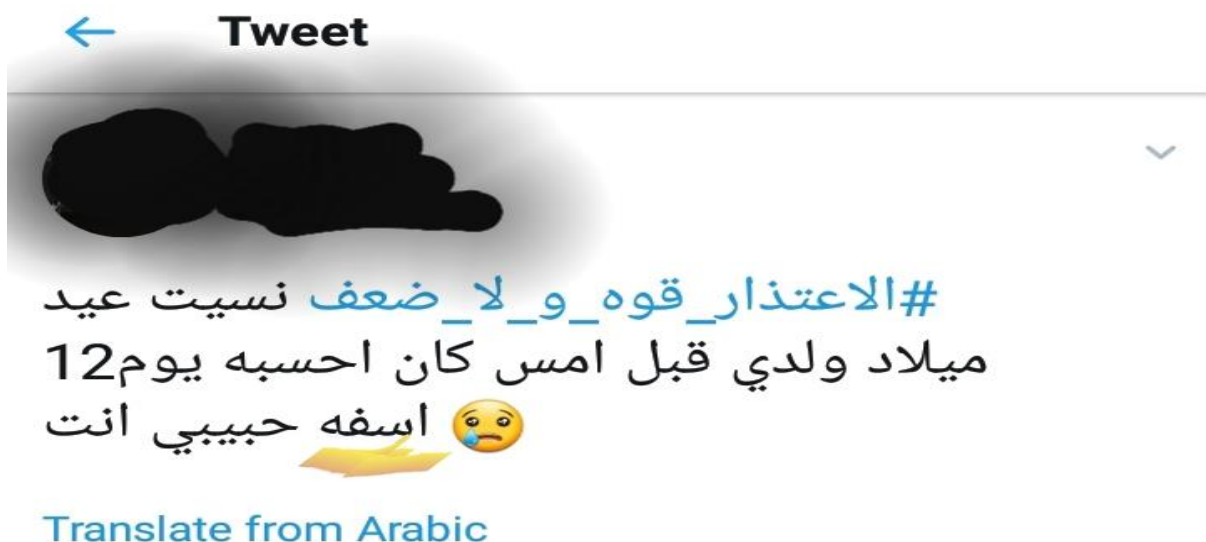 Tweet
#الاعتذار_قوه_و_لا_ضعف نسيت عيد
ميلاد ولدي قبل امس كان احسبه يوم12
😢 اسفه حبيبي انت
Translate from Arabic